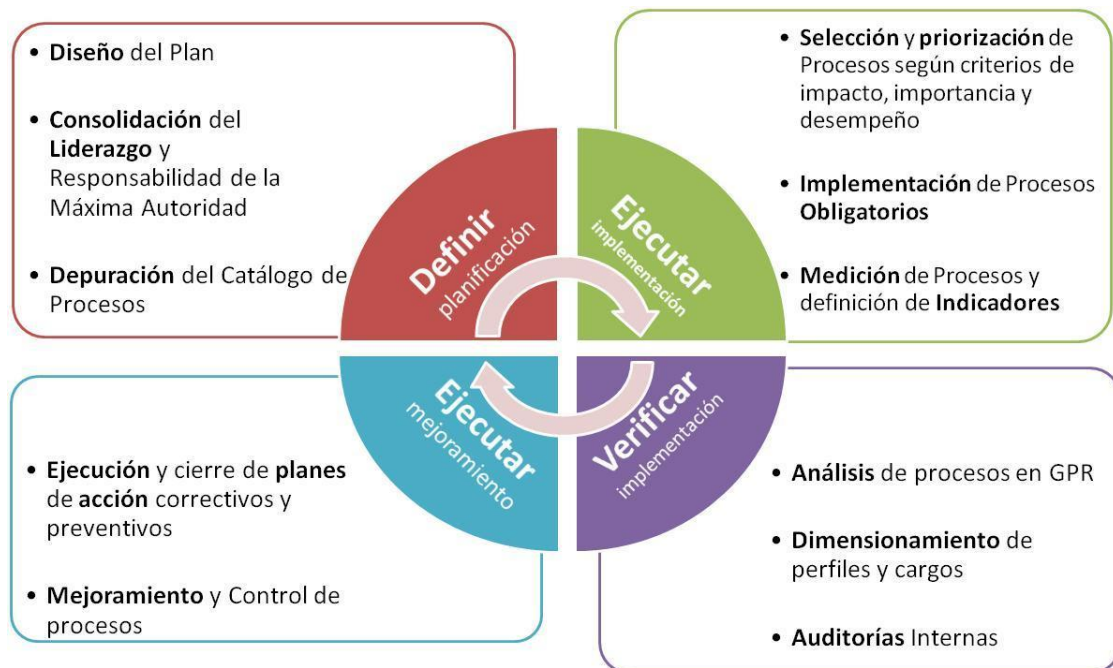 • Diseño del Plan
• Consolidación del
Liderazgo y
Responsabilidad de la
Máxima Autoridad
• Depuración del Catálogo de
Procesos
Definir
planificación
• Selección y priorización de
Procesos según criterios de
impacto, importancia y
desempeño
• Implementación de Procesos
Obligatorios
• Medición de Procesos y
definición de Indicadores
Ejecutar
implementación
• Ejecución y cierre de planes
de acción correctivos y
preventivos
• Mejoramiento y Control de
procesos
Ejecutar
mejoramiento
Verificar
implementación
• Análisis de procesos en GPR
• Dimensionamiento de
perfiles y cargos
• Auditorías Internas